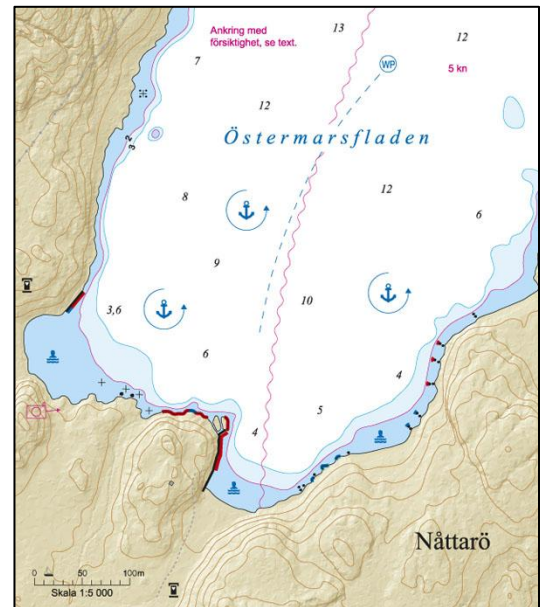 Ankring med
försiktighet, se text.
13
12
WP
5 kn
7
12
Östermarsfladen
3
2
8
12
6
9
10
3,6
6
4
5
4
Nåttarö
0 50 100m
Skala 1:5 000